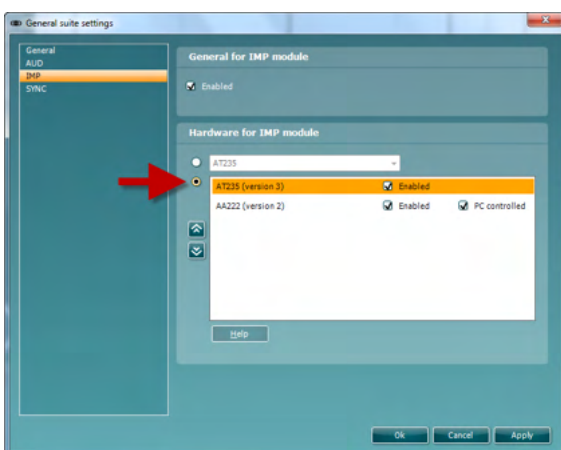 General suite settings
General
AUD
IMP
SYNC
General for IMP module
Enabled
Hardware for IMP module
AT235
AT235 (version 3) Enabled
AA222 (version 2) Enabled PC controlled
Help
Ok Cancel Apply